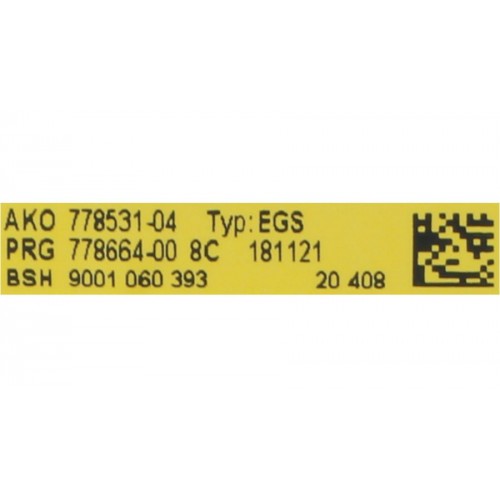 AKO 778531-04 Typ: EGS
PRG 778664-00 8C 181121
BSH 9001 060 393 20 408